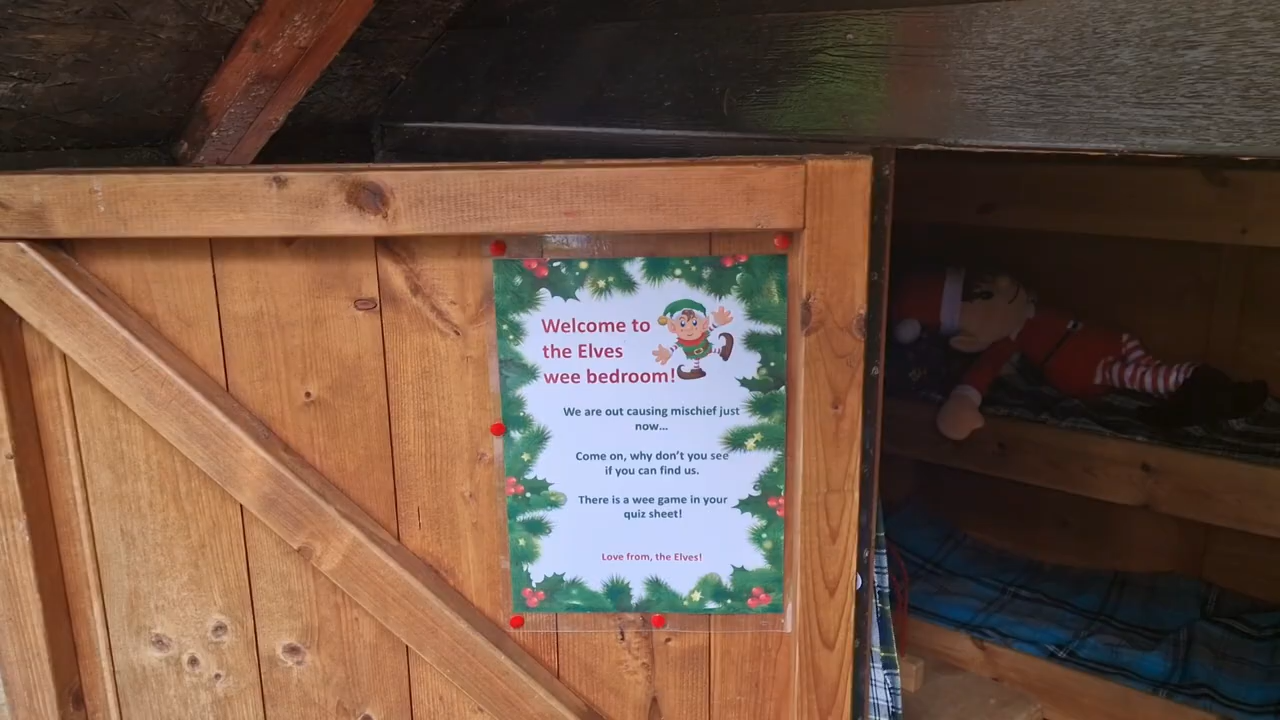 Welcome to
the Elves
wee bedroom!
We are out causing mischief just
now...
Come on, why don't you see
if you can find us.
There is a wee game in your
quiz sheet!
Love from, the Elves!